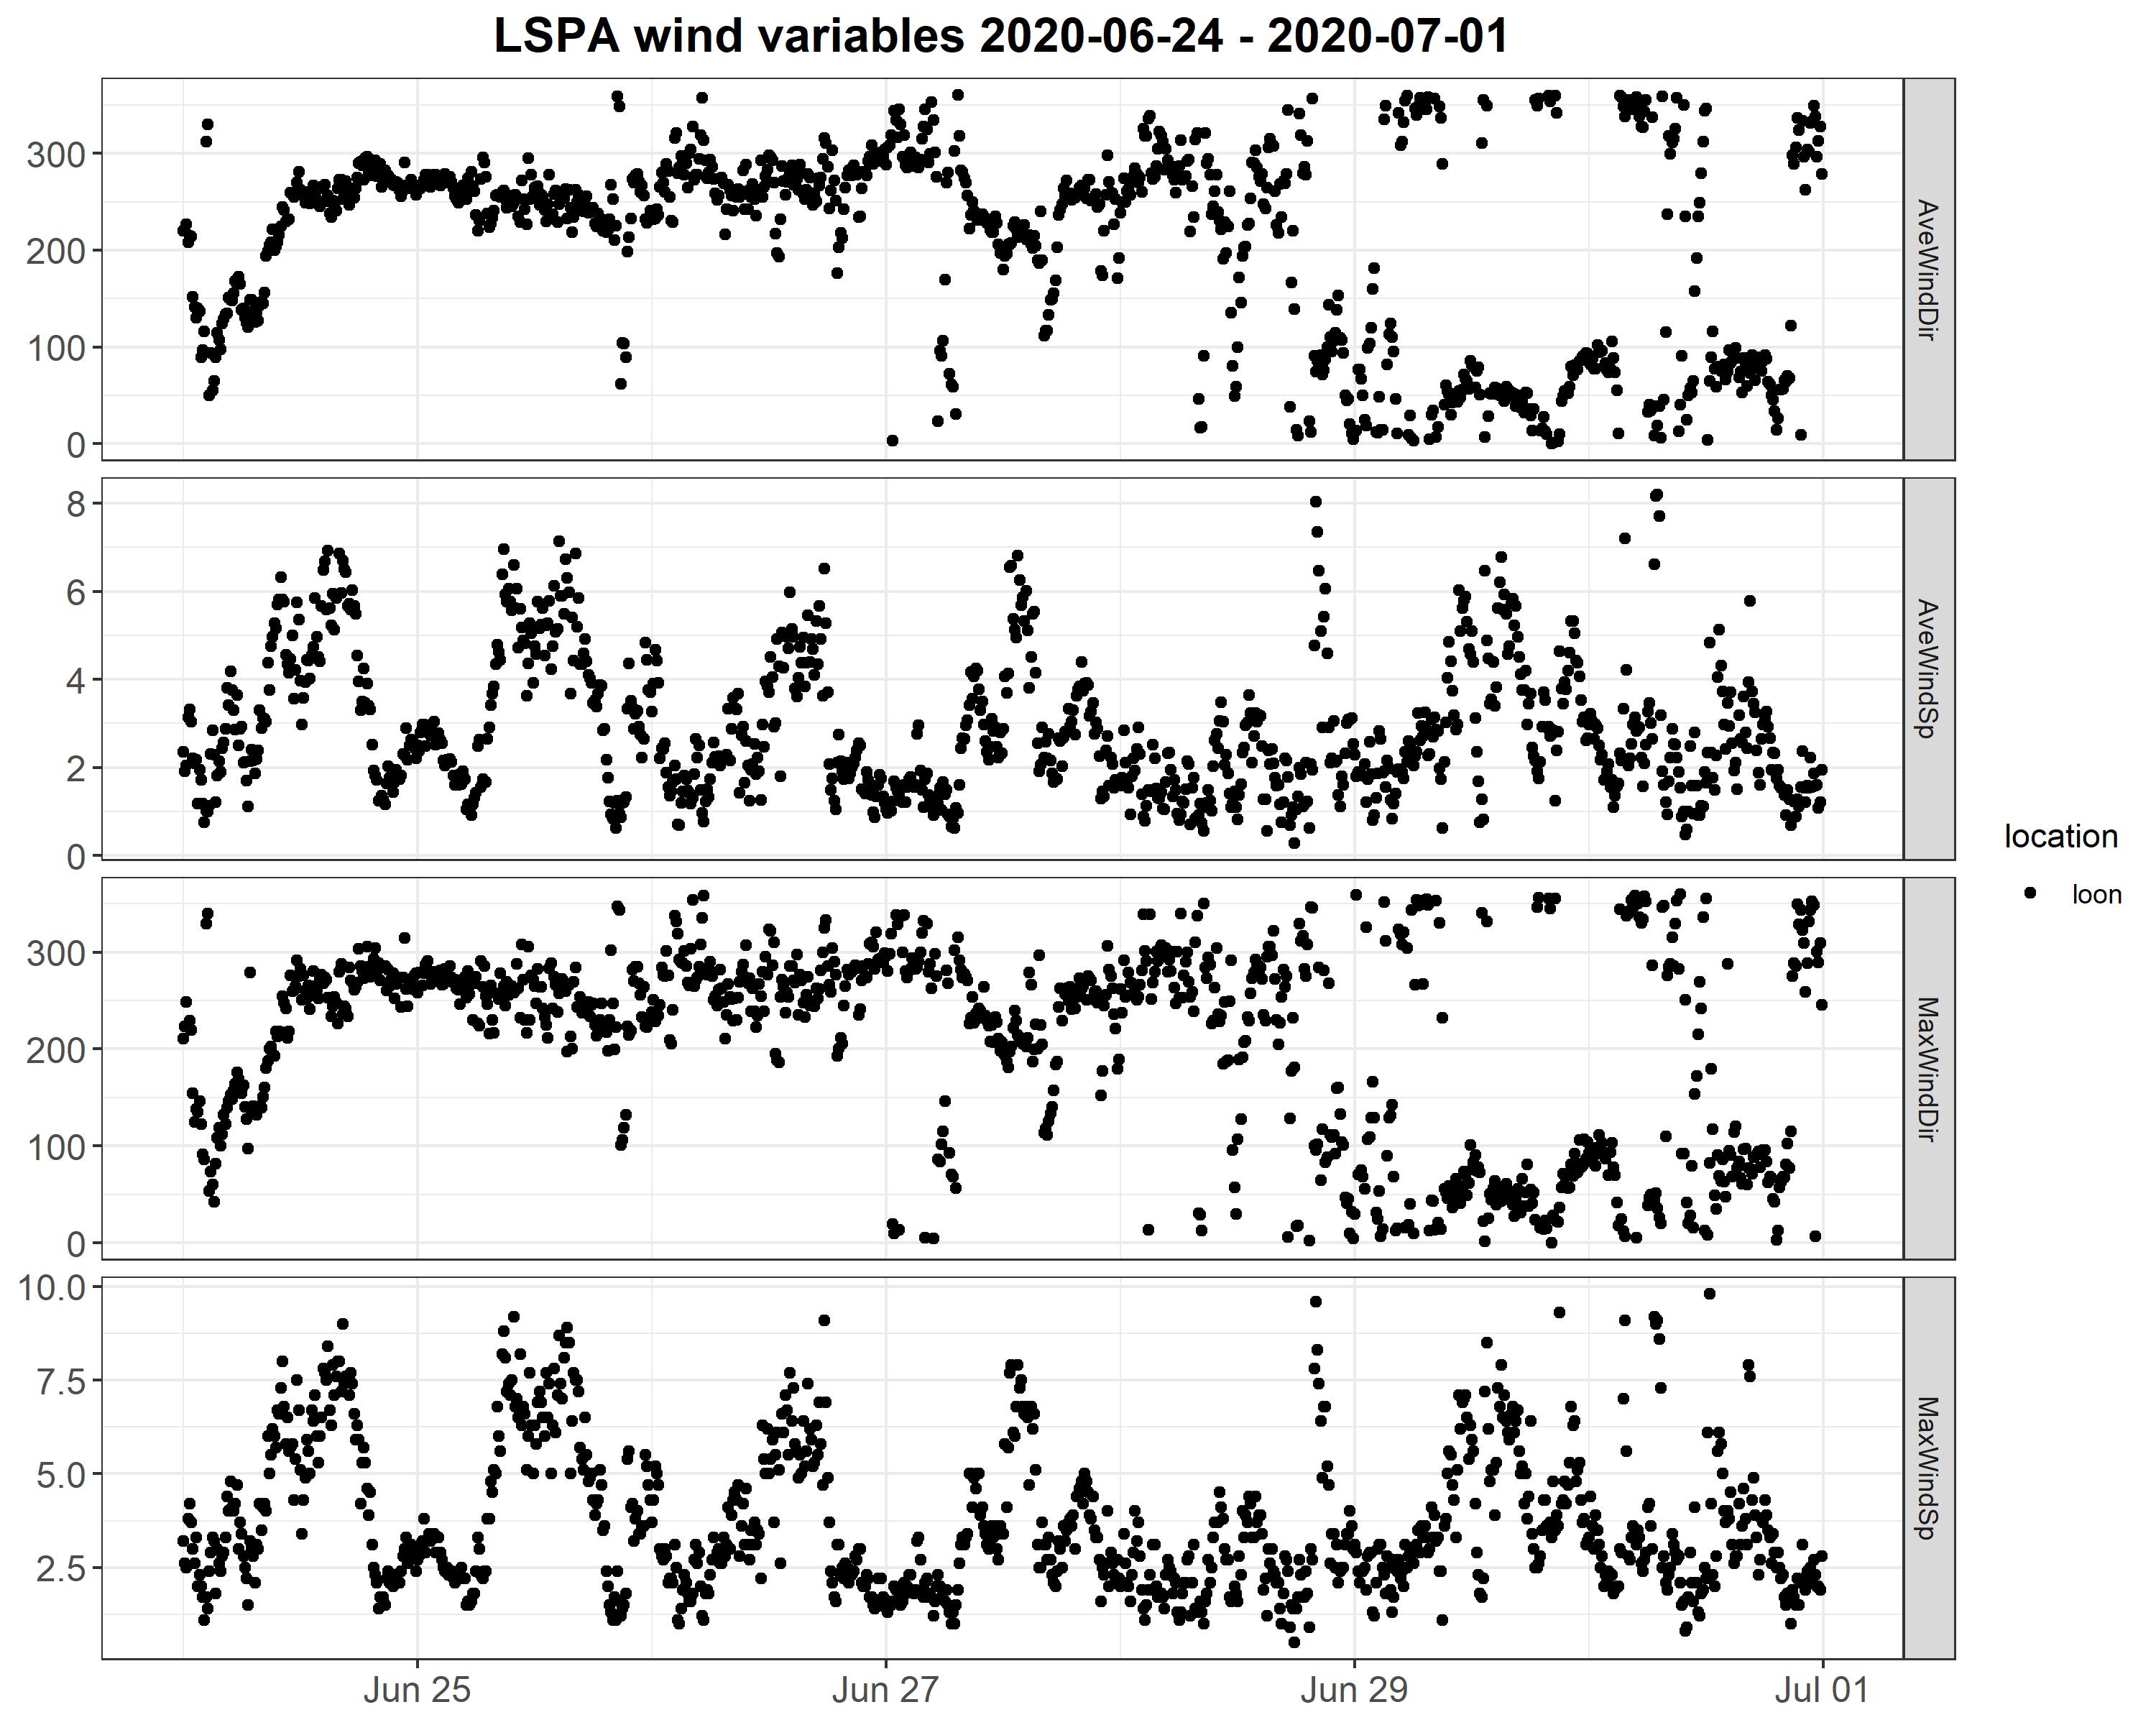 LSPA wind variables 2020-06-24 - 2020-07-01
300
200
100
0
AveWindDir
8
6
4
2
0
AveWindSp
300
200
100
0
MaxWindDir
10.0
7.5
5.0
2.5
MaxWindSp
Jun 25 Jun 27 Jun 29 Jul 01
location
loon